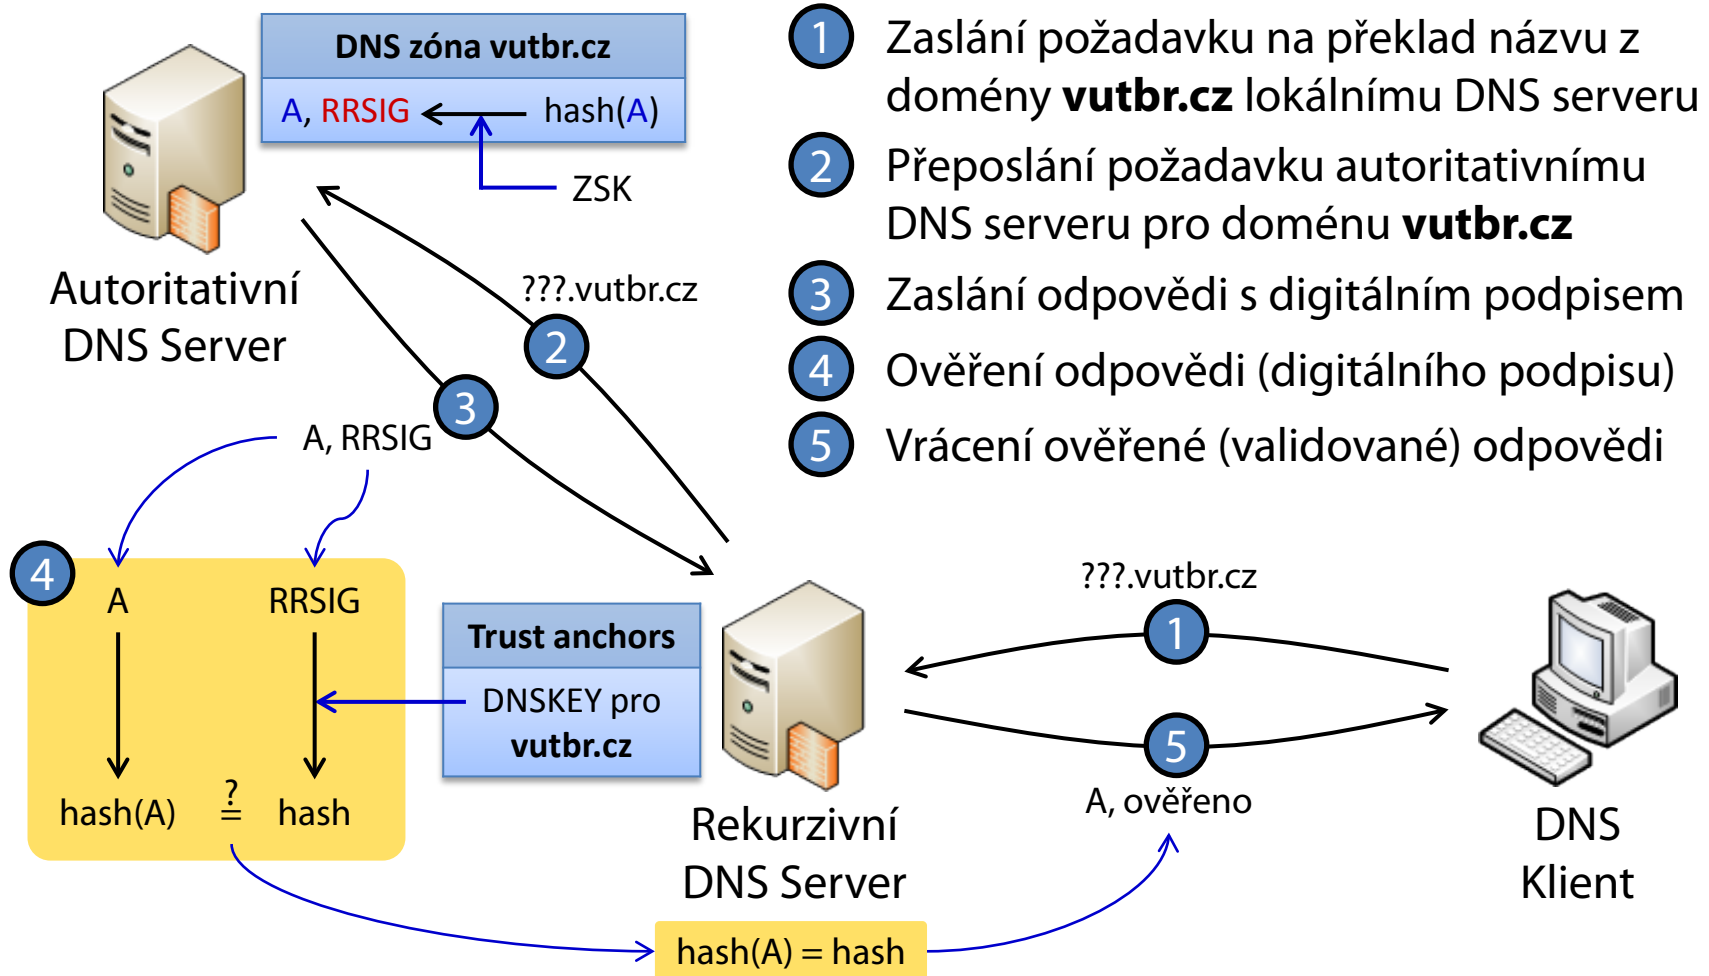 DNS zóna vutbr.cz
A, RRSIG
hash(A)
ZSK
Autoritativní
DNS Server
???.vutbr.cz
2
3
A, RRSIG
1 Zaslání požadavku na překlad názvu z
domény vutbr.cz lokálnímu DNS serveru
2 Přeposlání požadavku autoritativnímu
DNS serveru pro doménu vutbr.cz
3 Zaslání odpovědi s digitálním podpisem
4 Ověření odpovědi (digitálního podpisu)
5 Vrácení ověřené (validované) odpovědi
4
A
RRSIG
hash(A) ?= hash
Trust anchors
DNSKEY pro
vutbr.cz
Rekurzivní
DNS Server
???.vutbr.cz
1
5
A, ověřeno
DNS
Klient
hash(A) = hash